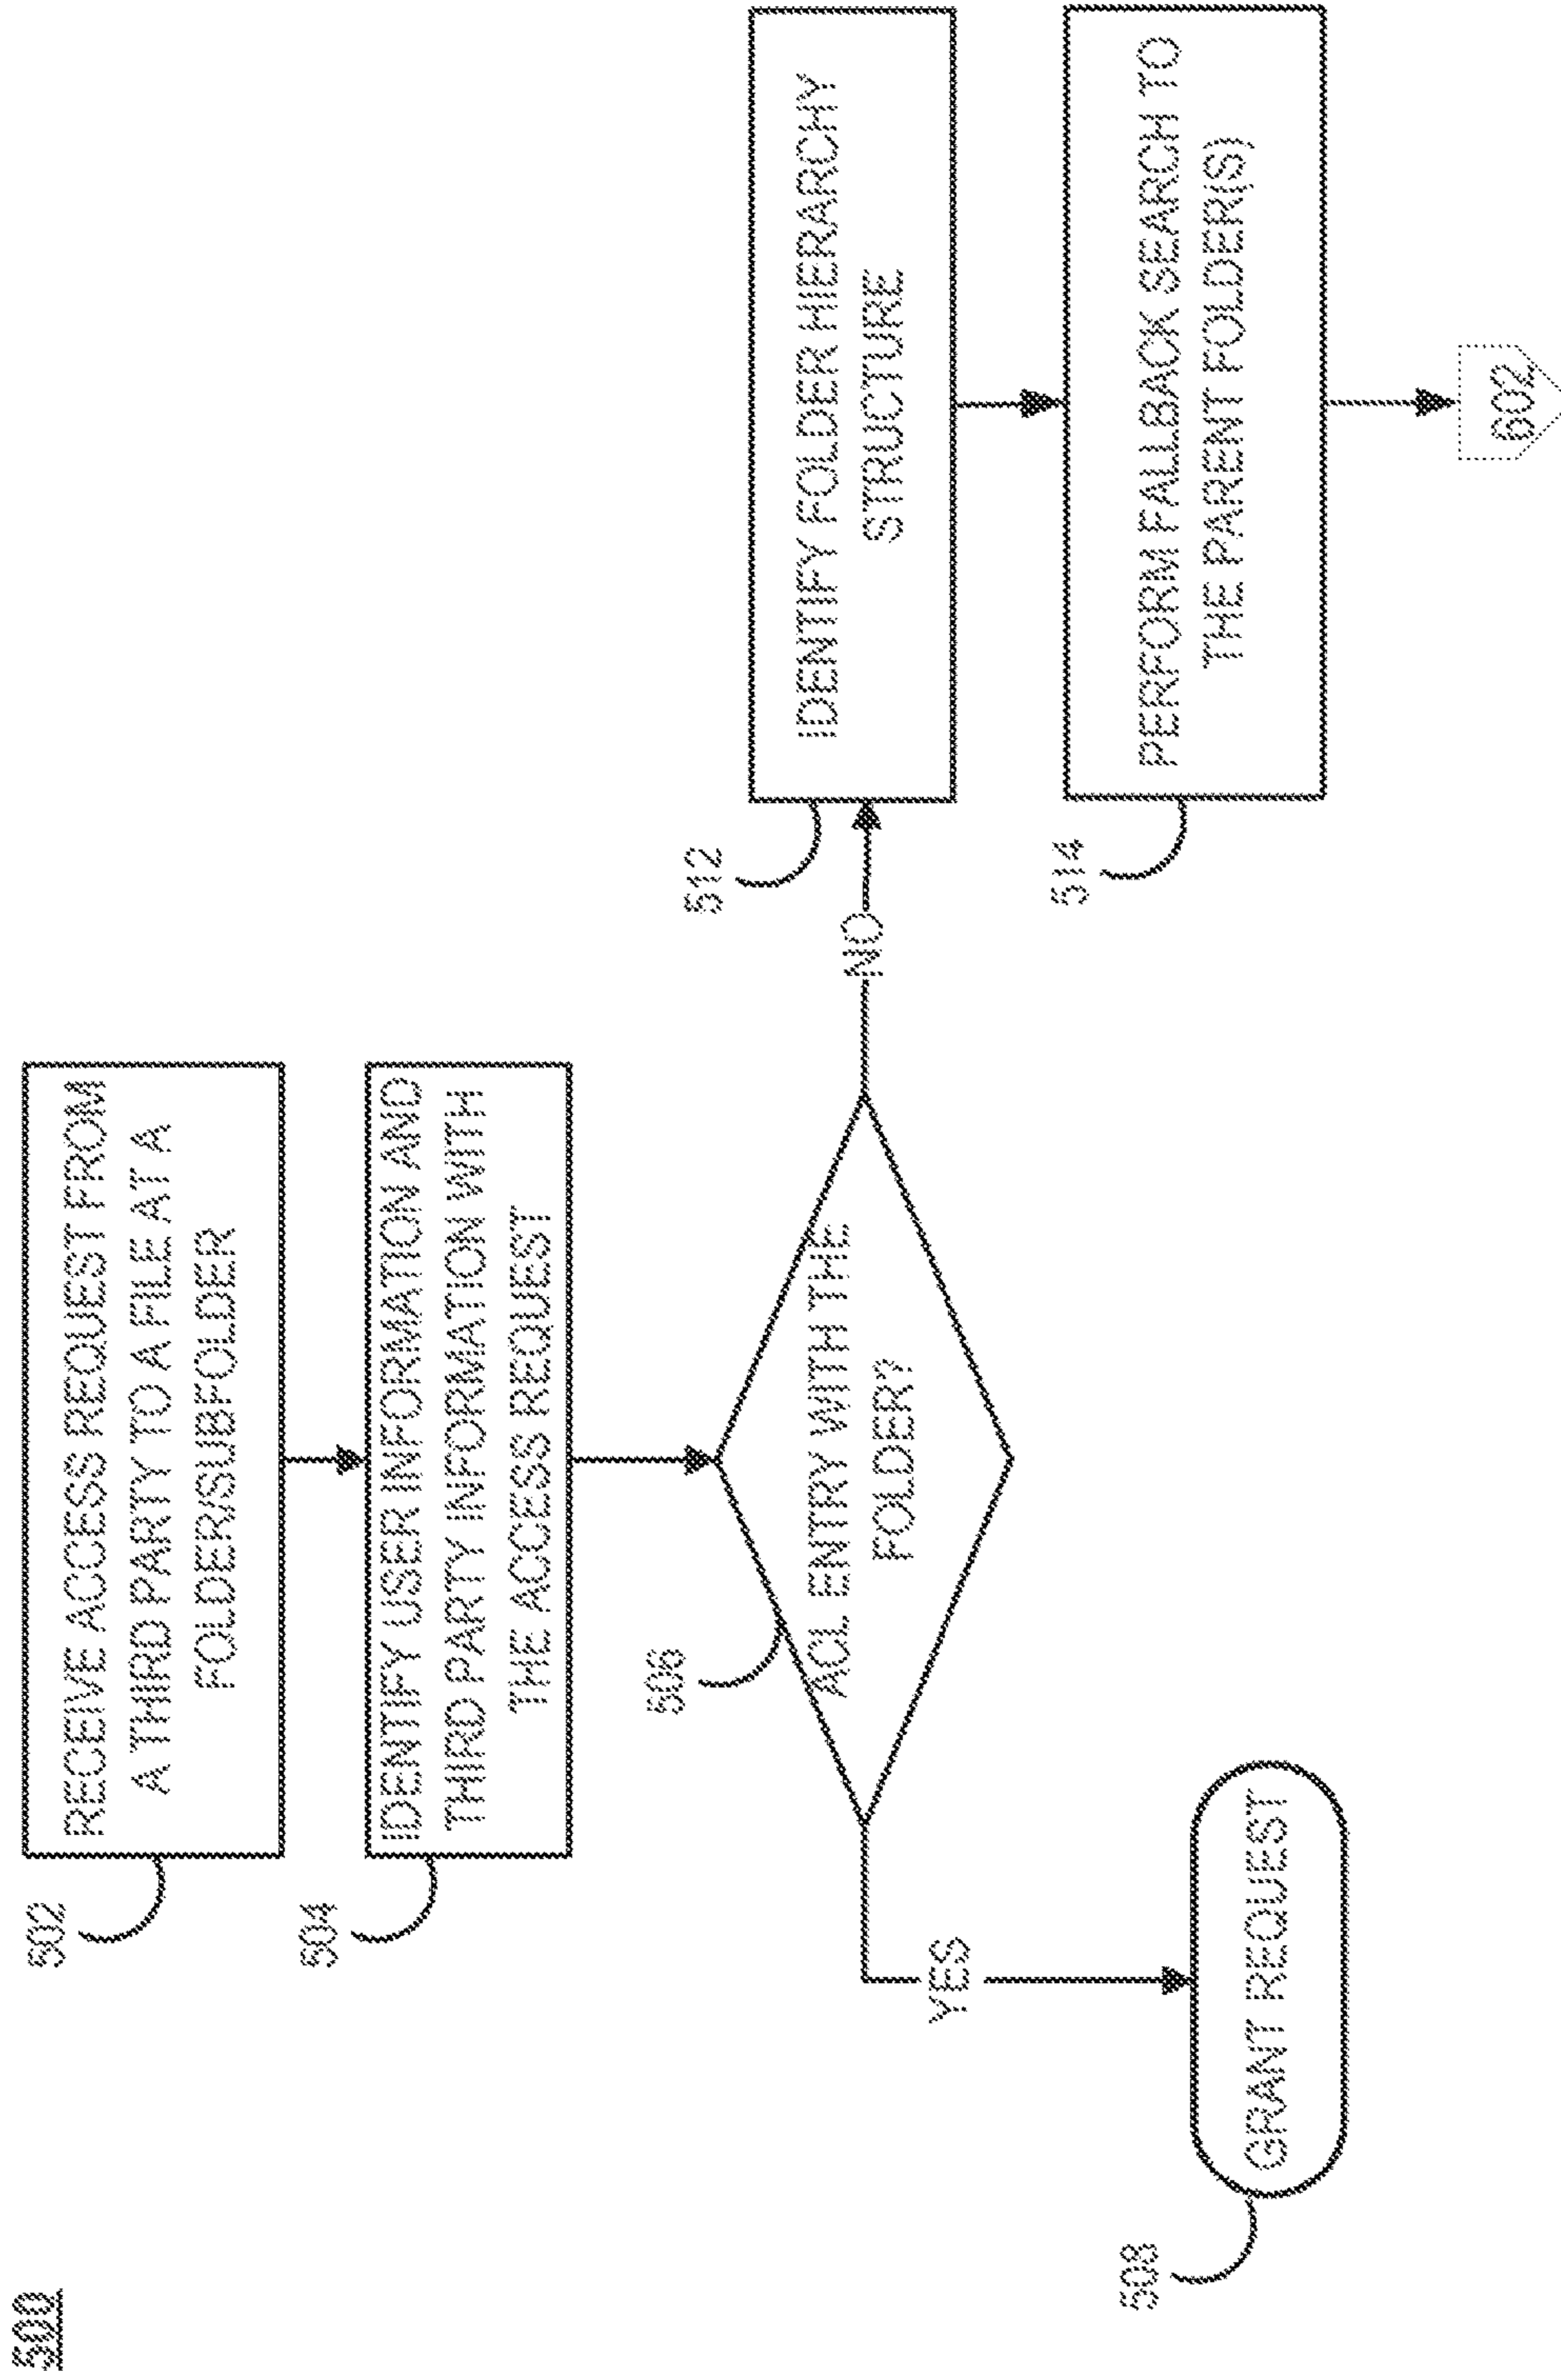 500
502
RECEIVE ACCESS REQUEST FROM
A THIRD PARTY TO A FILE AT A
FOLDER/SUBFOLDER
504
IDENTIFY USER INFORMATION AND
THIRD PARTY INFORMATION WITH
THE ACCESS REQUEST
506
ACL ENTRY WITH THE
FOLDER?
YES
NO
508
GRANT REQUEST
512
IDENTIFY FOLDER HIERARCHY
STRUCTURE
514
PERFORM FALLBACK SEARCH TO
THE PARENT FOLDER(S)
602